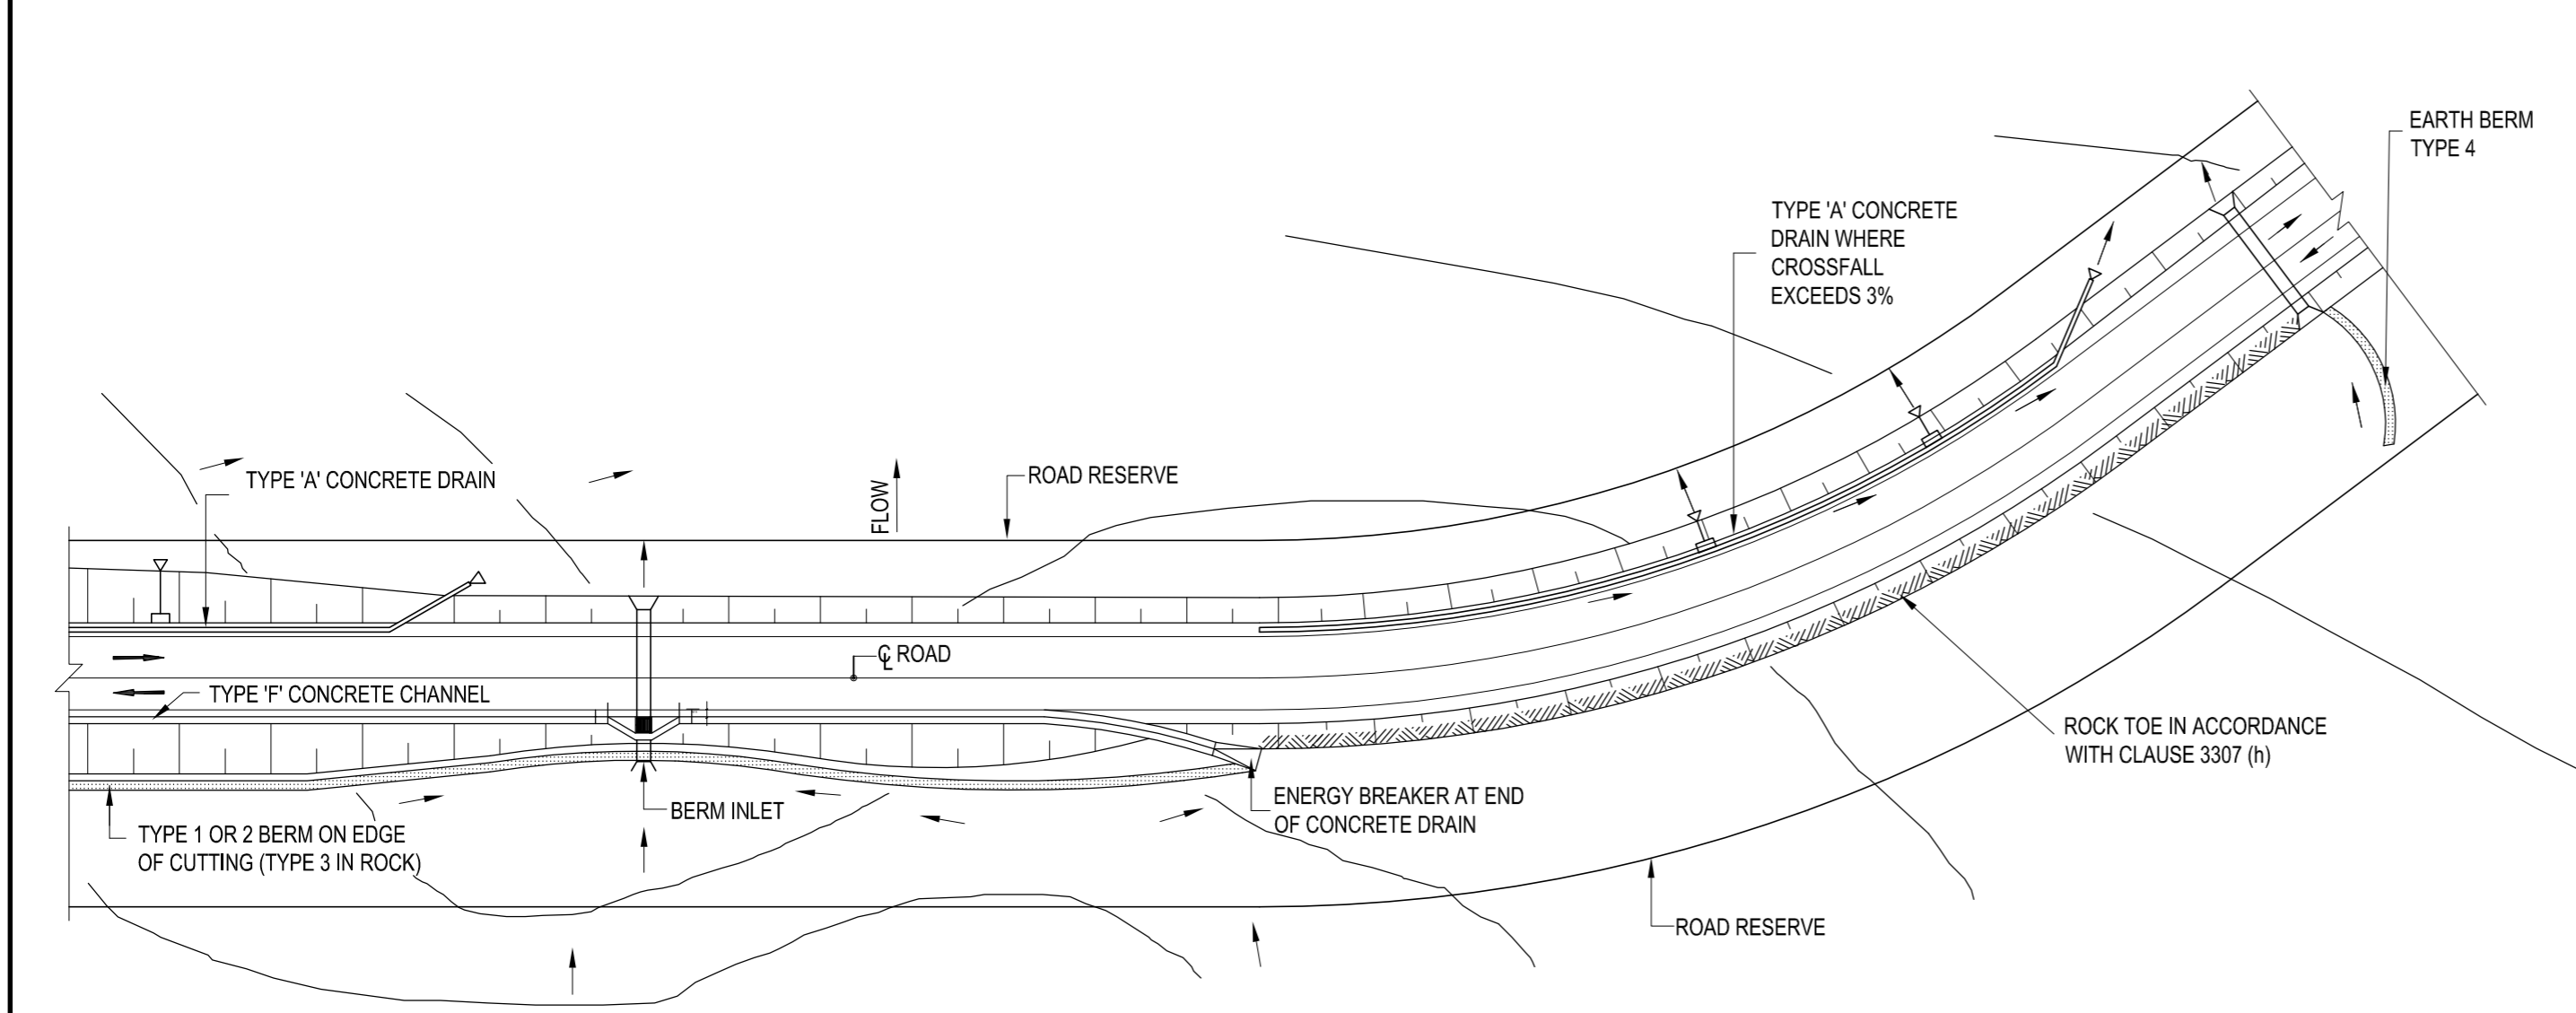 EARTH BERM
TYPE 4
TYPE 'A' CONCRETE
DRAIN WHERE
CROSSFALL
EXCEEDS 3%
TYPE 'A' CONCRETE DRAIN
FLOW
ROAD RESERVE
℄ ROAD
TYPE 'F' CONCRETE CHANNEL
ROCK TOE IN ACCORDANCE
WITH CLAUSE 3307 (h)
BERM INLET
ENERGY BREAKER AT END
OF CONCRETE DRAIN
TYPE 1 OR 2 BERM ON EDGE
OF CUTTING (TYPE 3 IN ROCK)
ROAD RESERVE